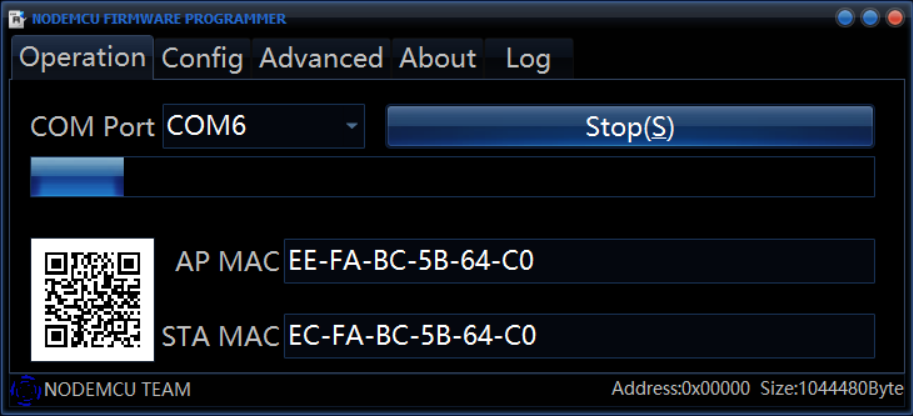 NODEMCU FIRMWARE PROGRAMMER
Operation Config Advanced About Log
COM Port COM6 Stop(S)
AP MAC EE-FA-BC-5B-64-C0
STA MAC EC-FA-BC-5B-64-C0
NODEMCU TEAM Address:0x00000 Size:1044480Byte